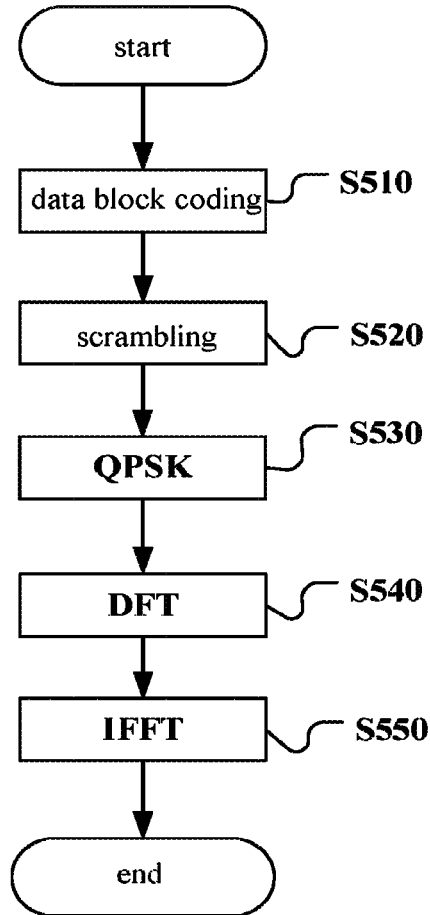 start
data block coding
S510
scrambling
S520
QPSK
S530
DFT
S540
IFFT
S550
end